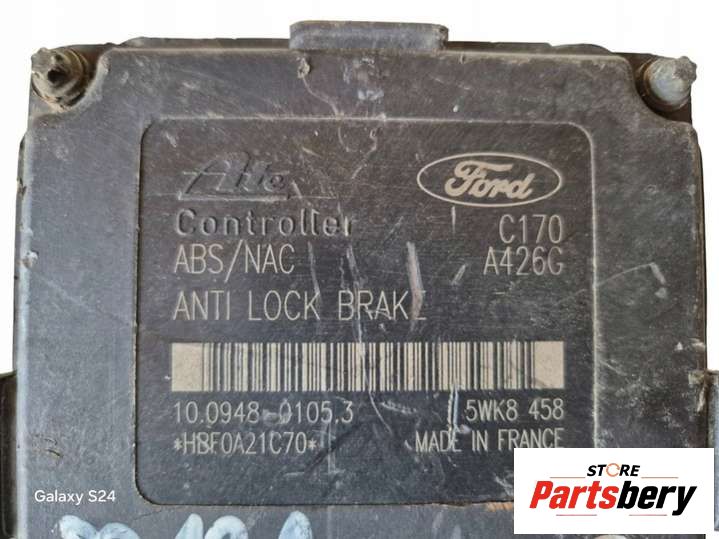 Ate
Ford
Controller
C170
ABS/NAC
A426G
ANTI LOCK BRAKE
10.0948-0105.3
5WK8 458
*HBF0A21C70*
MADE IN FRANCE
Galaxy S24
STORE
Partsbery